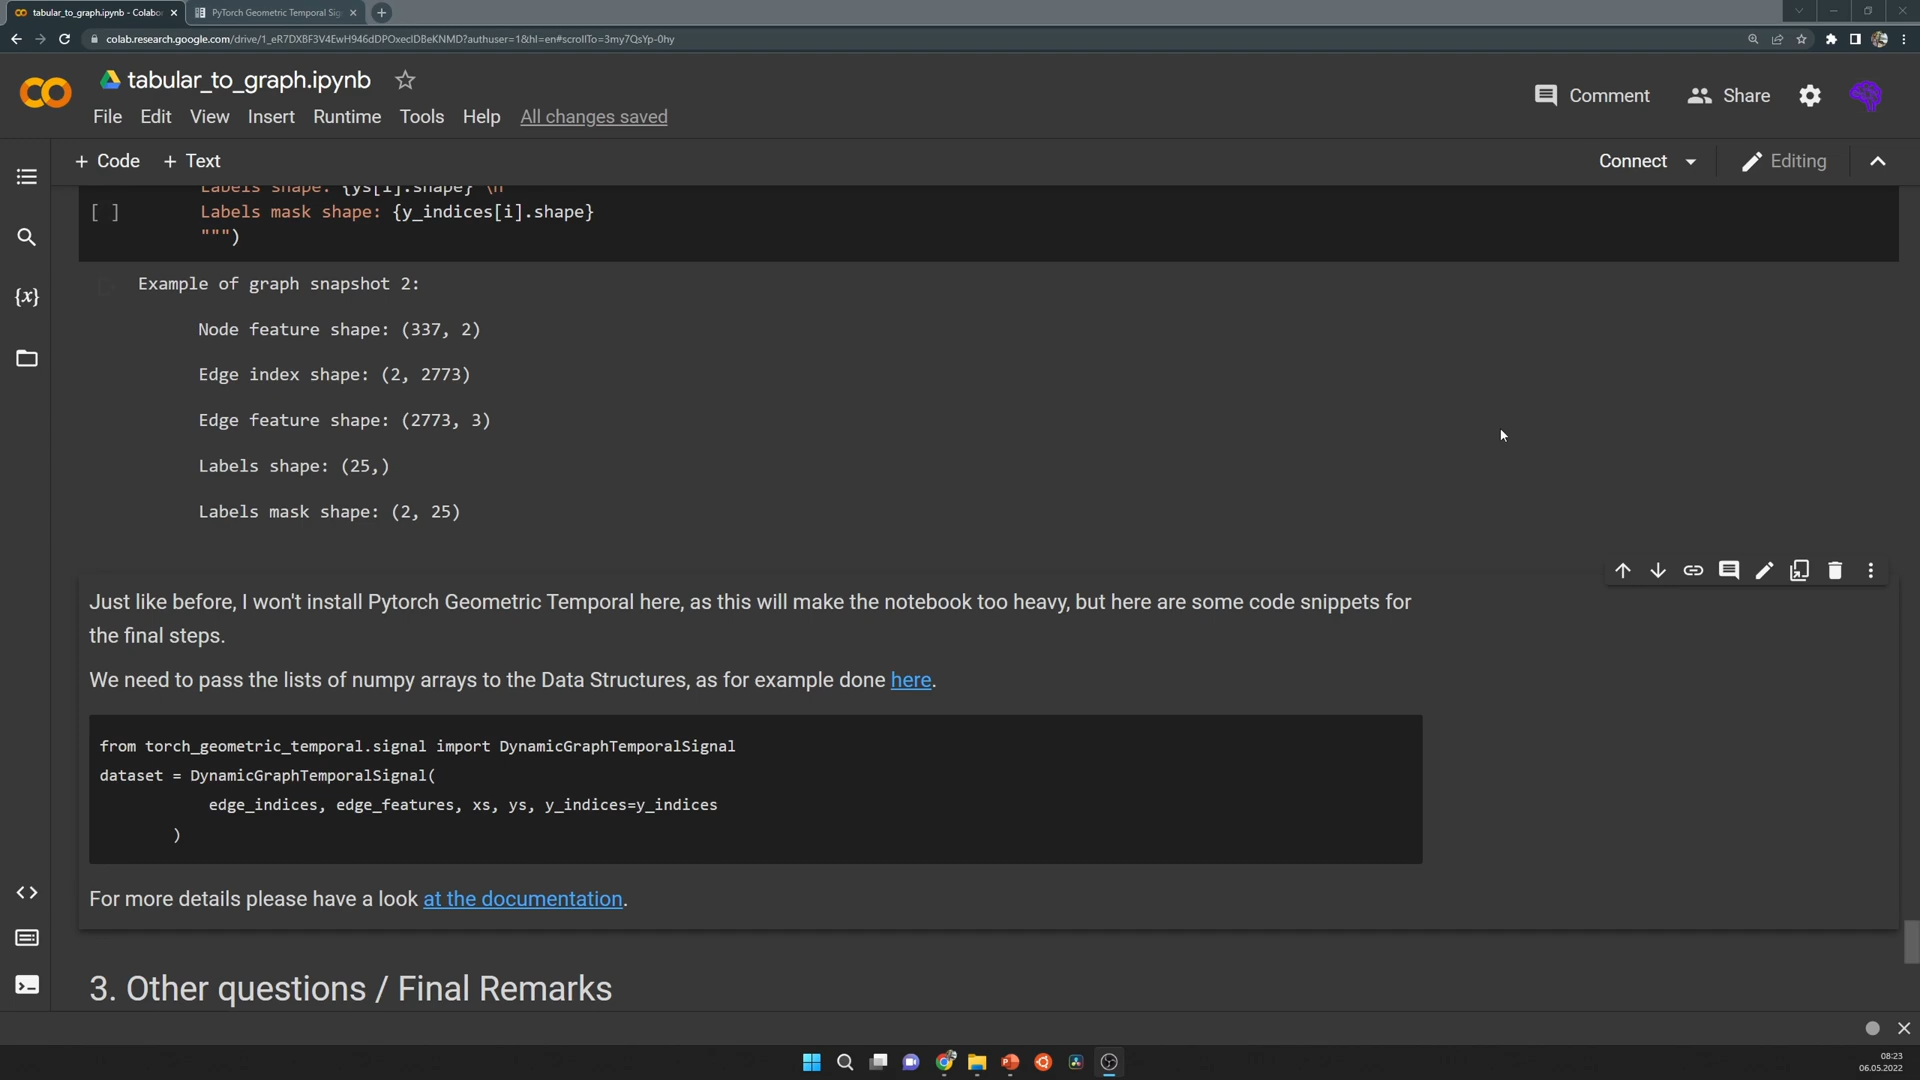 tabular_to_graph.ipynb - Colabo
PyTorch Geometric Temporal Sig
colab.research.google.com/drive/1_eR7DXBF3V4EwH946dDPOxeclDBeKNMD?authuser=1&hl=en#scrollTo=3my7QsYp-0hy
CO
tabular_to_graph.ipynb
File Edit View Insert Runtime Tools Help All changes saved
Comment
Share
+ Code + Text
Connect
Editing
Labels shape: {ys[i].shape} \n
[ ] Labels mask shape: {y_indices[i].shape}
""")
{x}
Example of graph snapshot 2:
Node feature shape: (337, 2)
Edge index shape: (2, 2773)
Edge feature shape: (2773, 3)
Labels shape: (25,)
Labels mask shape: (2, 25)
Just like before, I won't install Pytorch Geometric Temporal here, as this will make the notebook too heavy, but here are some code snippets for
the final steps.
We need to pass the lists of numpy arrays to the Data Structures, as for example done here.
from torch_geometric_temporal.signal import DynamicGraphTemporalSignal
dataset = DynamicGraphTemporalSignal(
edge_indices, edge_features, xs, ys, y_indices=y_indices
)
For more details please have a look at the documentation.
3. Other questions / Final Remarks
08:23
06.05.2022